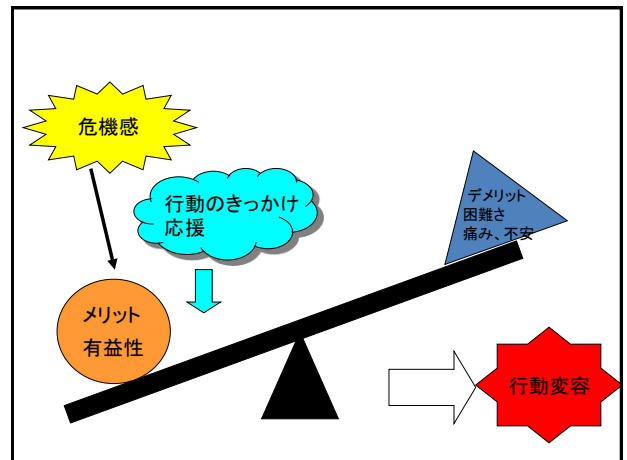 危機感
行動のきっかけ
応援
デメリット
困難さ
痛み、不安
メリット
有益性
行動変容